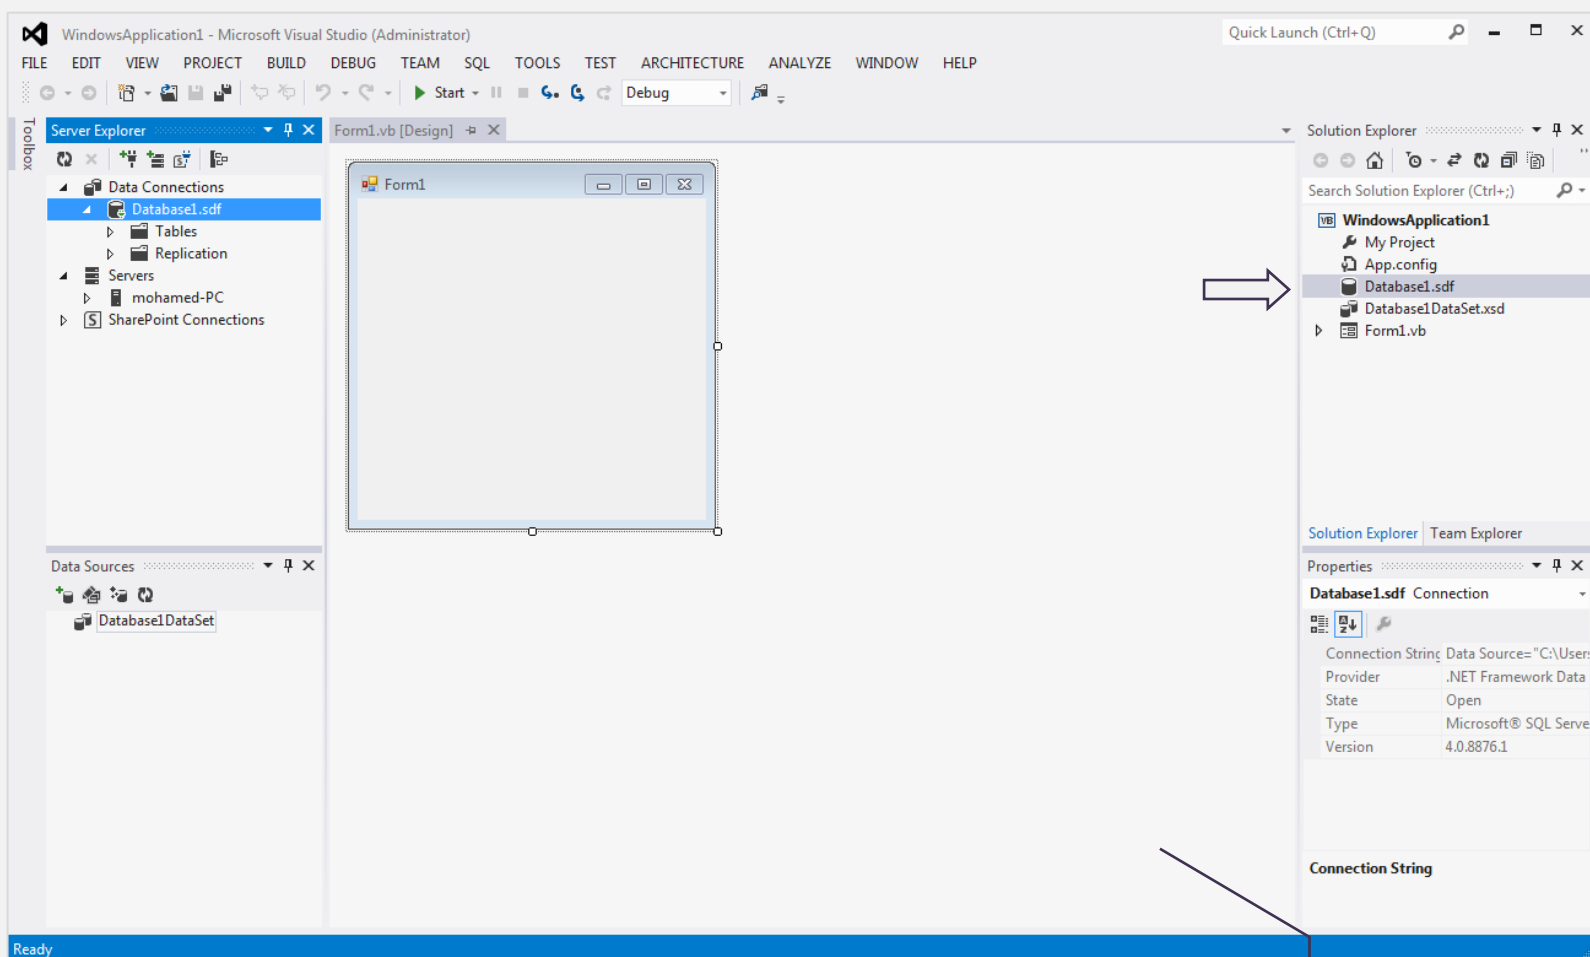 WindowsApplication1 - Microsoft Visual Studio (Administrator)
Quick Launch (Ctrl+Q)
FILE EDIT VIEW PROJECT BUILD DEBUG TEAM SQL TOOLS TEST ARCHITECTURE ANALYZE WINDOW HELP
Start Debug
Toolbox
Server Explorer
Data Connections
Database1.sdf
Tables
Replication
Servers
mohamed-PC
SharePoint Connections
Data Sources
Database1DataSet
Form1.vb [Design]
Form1
Solution Explorer
Search Solution Explorer (Ctrl+;)
WindowsApplication1
My Project
App.config
Database1.sdf
Database1DataSet.xsd
Form1.vb
Solution Explorer Team Explorer
Properties
Database1.sdf Connection
Connection String Data Source="C:\Users
Provider .NET Framework Data
State Open
Type Microsoft® SQL Serve
Version 4.0.8876.1
Connection String
Ready